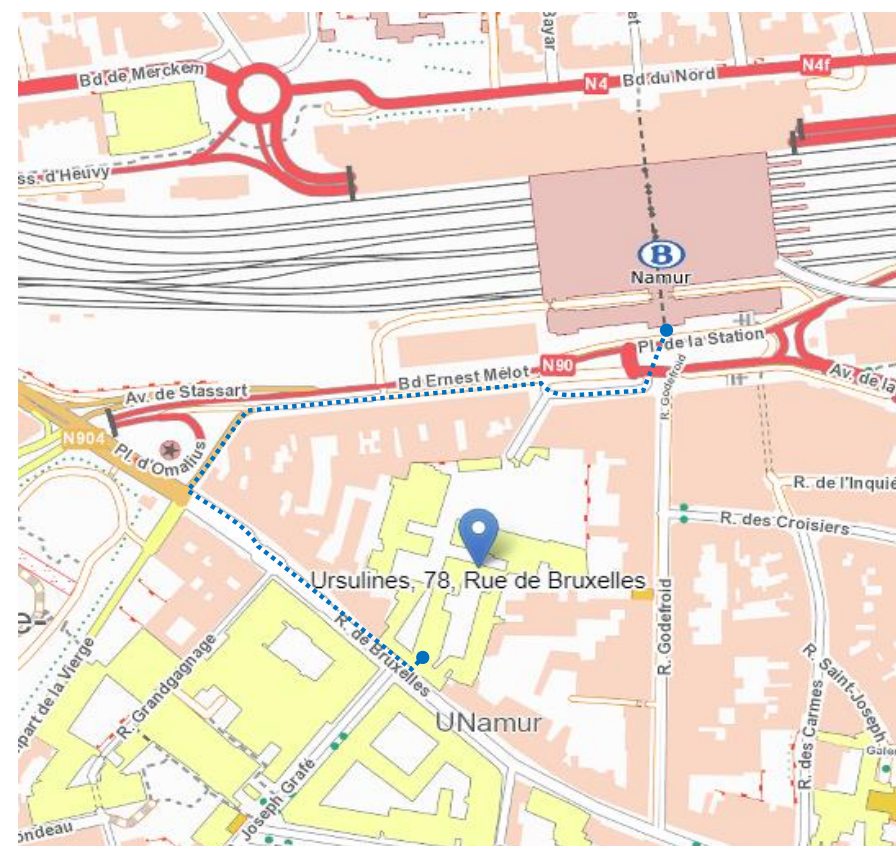 Bayar
at
Bd de Merckem
N4
Bd du Nord
N4f
ss. d'Heuvy
B
Namur
Pl. de la Station
N90
Bd Ernest Mélot
Av. de Stassart
R. Godefroid
Av. de la
N904
Pl. d'Omalius
R. de l'Inquié
R. des Croisiers
Ursulines, 78, Rue de Bruxelles
e-
R. de Bruxelles
R. Godefroid
R. Grandgagnage
part de la Vierge
R. Saint-Joseph
UNamur
R. des Carmes
Galer
Joseph Grafé
ondeau